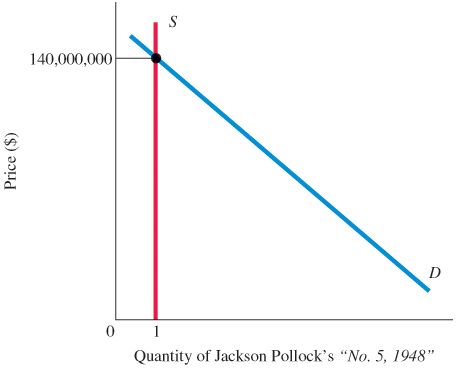 S
140,000,000
Price ($)
D
0
1
Quantity of Jackson Pollock's “No. 5, 1948”